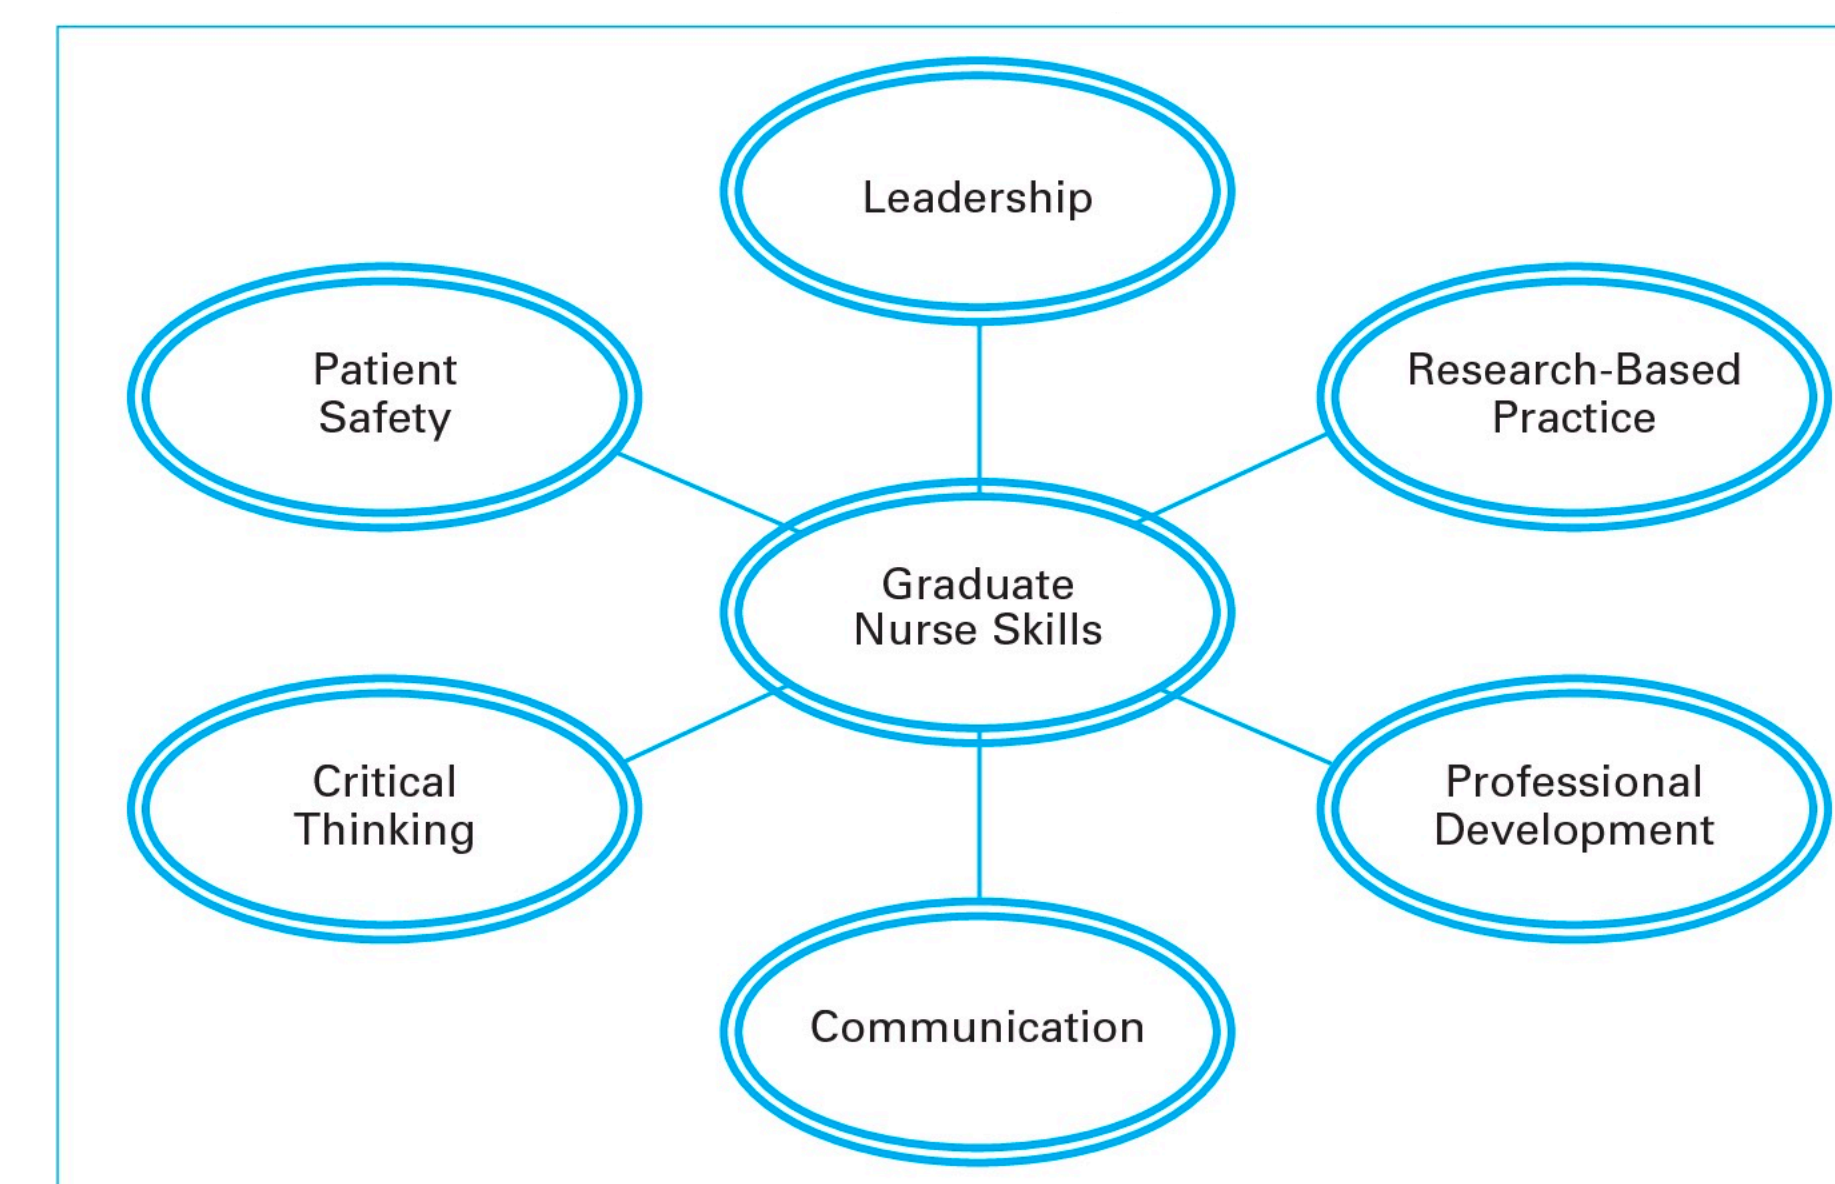 Leadership
Patient
Safety
Research-Based
Practice
Graduate
Nurse Skills
Critical
Thinking
Professional
Development
Communication